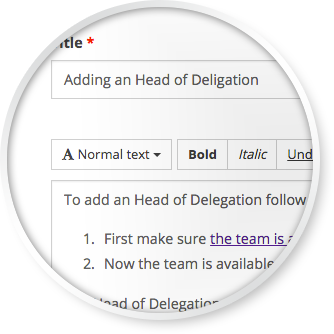 Title *
Adding an Head of Deligation
A Normal text Bold Italic Und
To add an Head of Delegation follow
1. First make sure the team is a
2. Now the team is available
Head of Delegation